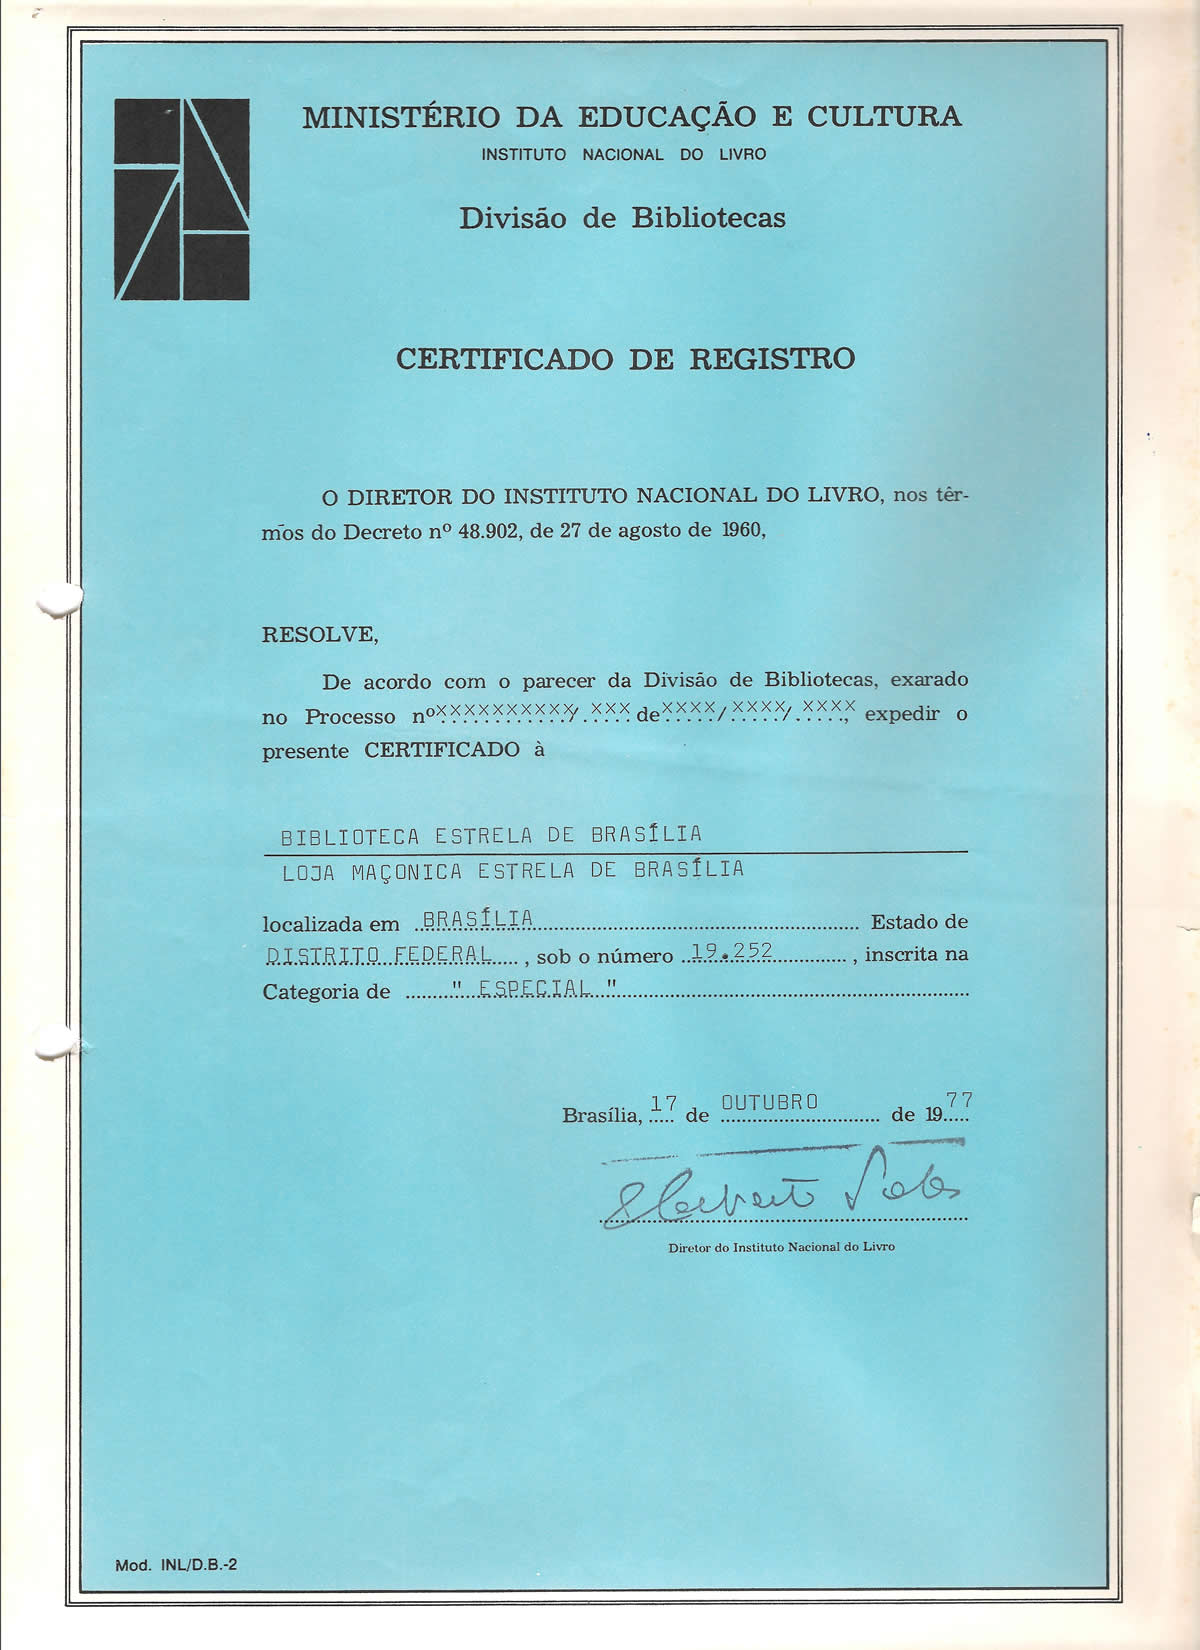 MINISTÉRIO DA EDUCAÇÃO E CULTURA
INSTITUTO NACIONAL DO LIVRO
Divisão de Bibliotecas
CERTIFICADO DE REGISTRO
O DIRETOR DO INSTITUTO NACIONAL DO LIVRO, nos têr-
mos do Decreto nº 48.902, de 27 de agosto de 1960,
RESOLVE,
De acordo com o parecer da Divisão de Bibliotecas, exarado
no Processo nºXXXXXXXXXX/.XXX.deXXXX/XXXX/.XXXX, expedir o
presente CERTIFICADO à
BIBLIOTECA ESTRELA DE BRASÍLIA
LOJA MAÇONICA ESTRELA DE BRASÍLIA
localizada em BRASÍLIA Estado de
DISTRITO FEDERAL, sob o número 19.252, inscrita na
Categoria de " ESPECIAL "
Brasília, 17 de OUTUBRO de 1977
Herberto Sales
Diretor do Instituto Nacional do Livro
Mod. INL/D.B.-2